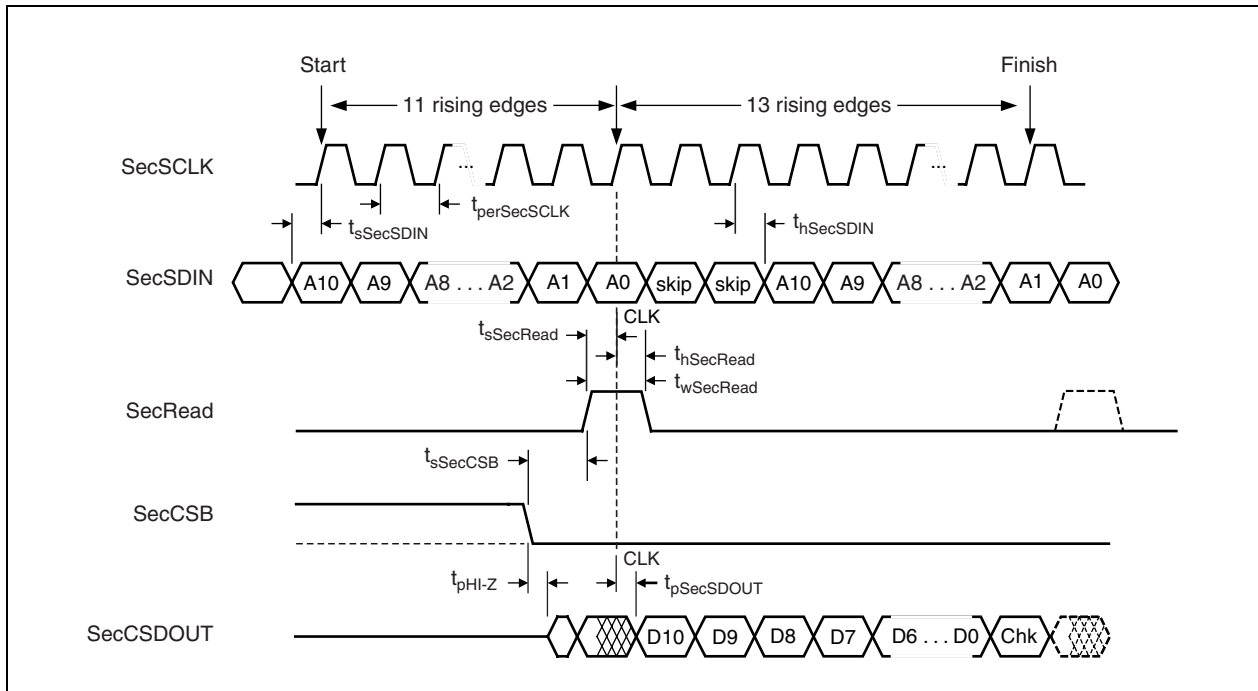 Start
Finish
11 rising edges
13 rising edges
SecSCLK
...
...
tperSecSCLK
tsSecSDIN
thSecSDIN
SecSDIN
A10 A9 A8 . . . A2 A1 A0 skip skip A10 A9 A8 . . . A2 A1 A0
CLK
tsSecRead
thSecRead
twSecRead
SecRead
tsSecCSB
SecCSB
CLK
tpHI-Z
tpSecSDOUT
SecCSDOUT
D10 D9 D8 D7 D6 . . . D0 Chk